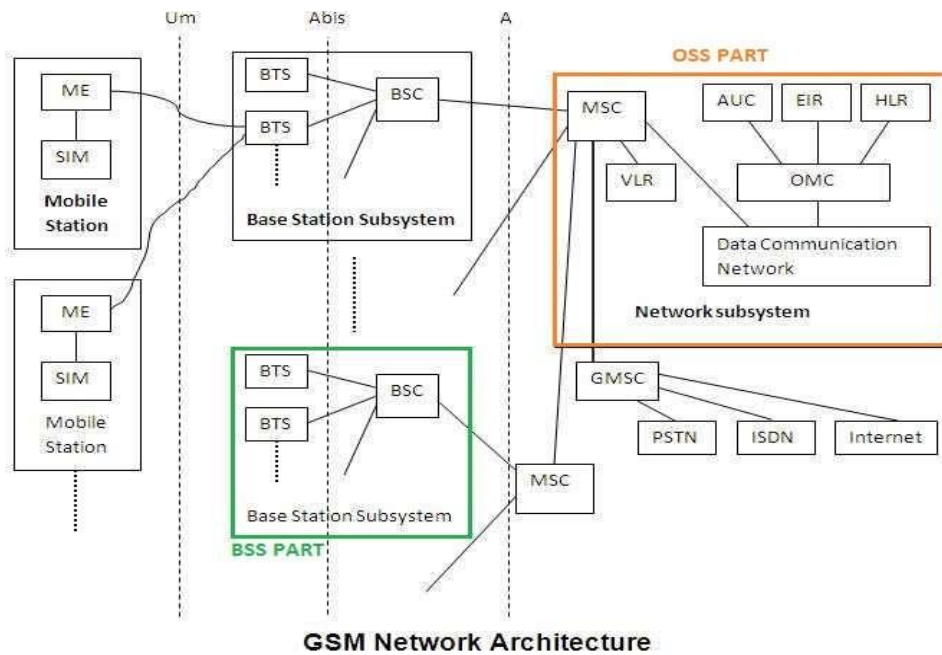 Um
Abis
A
OSS PART
ME
SIM
Mobile
Station
BTS
BTS
BSC
Base Station Subsystem
MSC
VLR
AUC
EIR
HLR
OMC
Data Communication
Network
Network subsystem
ME
SIM
Mobile
Station
BTS
BTS
BSC
Base Station Subsystem
BSS PART
MSC
GMSC
PSTN
ISDN
Internet
GSM Network Architecture